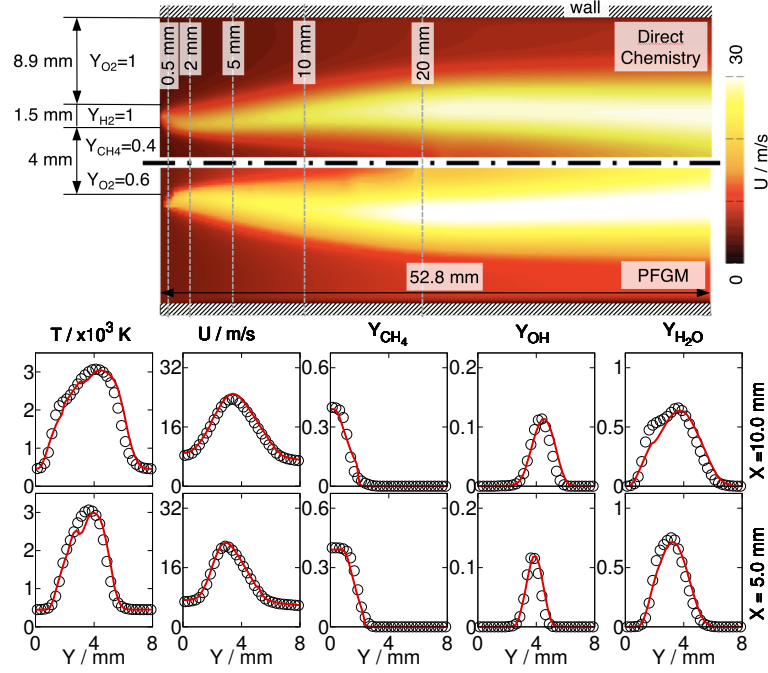 wall
Direct
Chemistry
30
8.9 mm
Y_O2=1
0.5 mm
2 mm
5 mm
10 mm
20 mm
1.5 mm
Y_H2=1
Y_CH4=0.4
4 mm
Y_O2=0.6
U / m/s
52.8 mm
PFGM
0
T / x10^3 K
U / m/s
Y_CH4
Y_OH
Y_H2O
3
2
1
0
32
16
0
0.6
0.3
0
0.2
0.1
0
1
0.5
0
X =10.0 mm
3
2
1
0
32
16
0
0.6
0.3
0
0.2
0.1
0
1
0.5
0
X = 5.0 mm
0 4 8
0 4 8
0 4 8
0 4 8
0 4 8
Y / mm
Y / mm
Y / mm
Y / mm
Y / mm